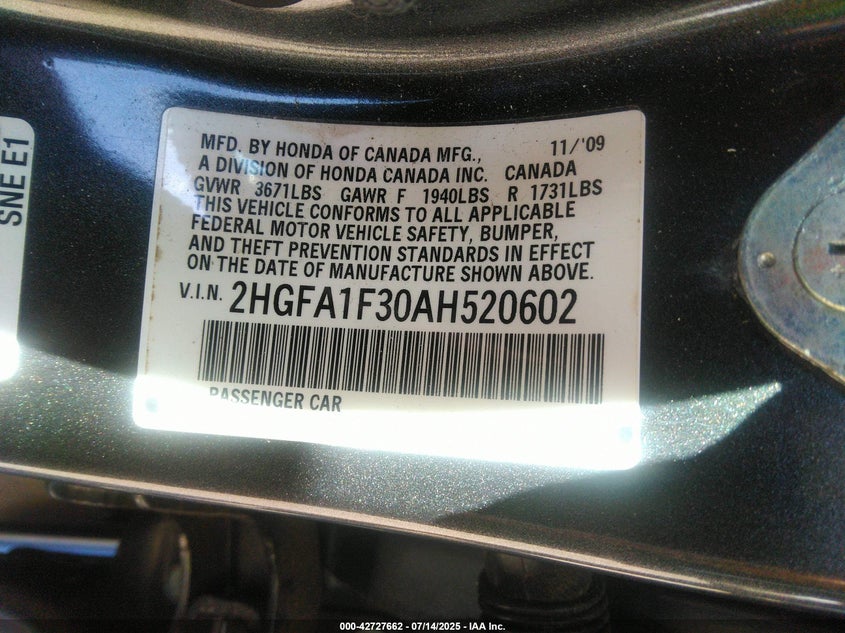 SNE E1
MFD. BY HONDA OF CANADA MFG., 11/'09
A DIVISION OF HONDA CANADA INC. CANADA
GVWR 3671LBS GAWR F 1940LBS R 1731LBS
THIS VEHICLE CONFORMS TO ALL APPLICABLE
FEDERAL MOTOR VEHICLE SAFETY, BUMPER,
AND THEFT PREVENTION STANDARDS IN EFFECT
ON THE DATE OF MANUFACTURE SHOWN ABOVE.
V.I.N. 2HGFA1F30AH520602
PASSENGER CAR
000-42727662 - 07/14/2025 - IAA Inc.